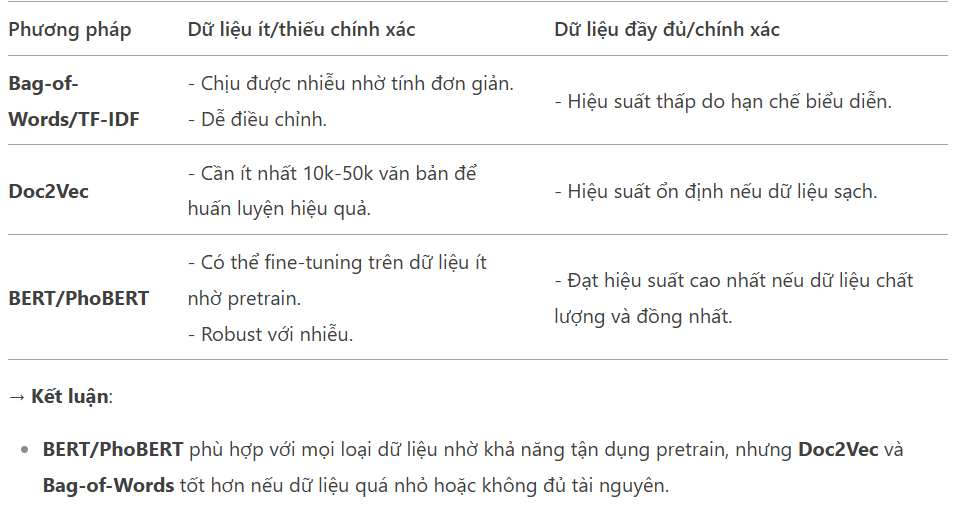 Phương pháp Dữ liệu ít/thiếu chính xác Dữ liệu đầy đủ/chính xác
Bag-of-
Words/TF-IDF
- Chịu được nhiễu nhờ tính đơn giản.
- Dễ điều chỉnh.
- Hiệu suất thấp do hạn chế biểu diễn.
Doc2Vec
- Cần ít nhất 10k-50k văn bản để
huấn luyện hiệu quả.
- Hiệu suất ổn định nếu dữ liệu sạch.
BERT/PhoBERT
- Có thể fine-tuning trên dữ liệu ít
nhờ pretrain.
- Robust với nhiễu.
- Đạt hiệu suất cao nhất nếu dữ liệu chất
lượng và đồng nhất.
→ Kết luận:
• BERT/PhoBERT phù hợp với mọi loại dữ liệu nhờ khả năng tận dụng pretrain, nhưng Doc2Vec và
Bag-of-Words tốt hơn nếu dữ liệu quá nhỏ hoặc không đủ tài nguyên.